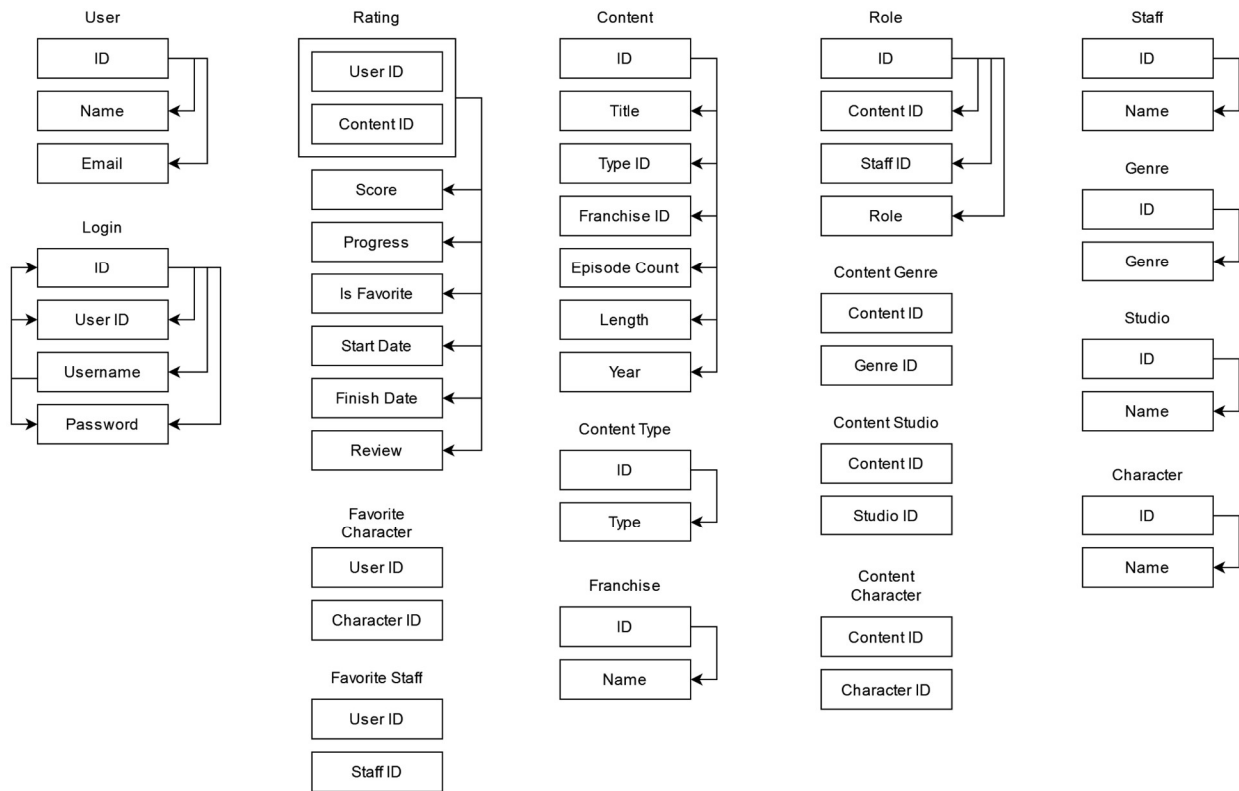 User
ID
Name
Email
Login
ID
User ID
Username
Password
Rating
User ID
Content ID
Score
Progress
Is Favorite
Start Date
Finish Date
Review
Favorite
Character
User ID
Character ID
Favorite Staff
User ID
Staff ID
Content
ID
Title
Type ID
Franchise ID
Episode Count
Length
Year
Content Type
ID
Type
Franchise
ID
Name
Role
ID
Content ID
Staff ID
Role
Content Genre
Content ID
Genre ID
Content Studio
Content ID
Studio ID
Content
Character
Content ID
Character ID
Staff
ID
Name
Genre
ID
Genre
Studio
ID
Name
Character
ID
Name